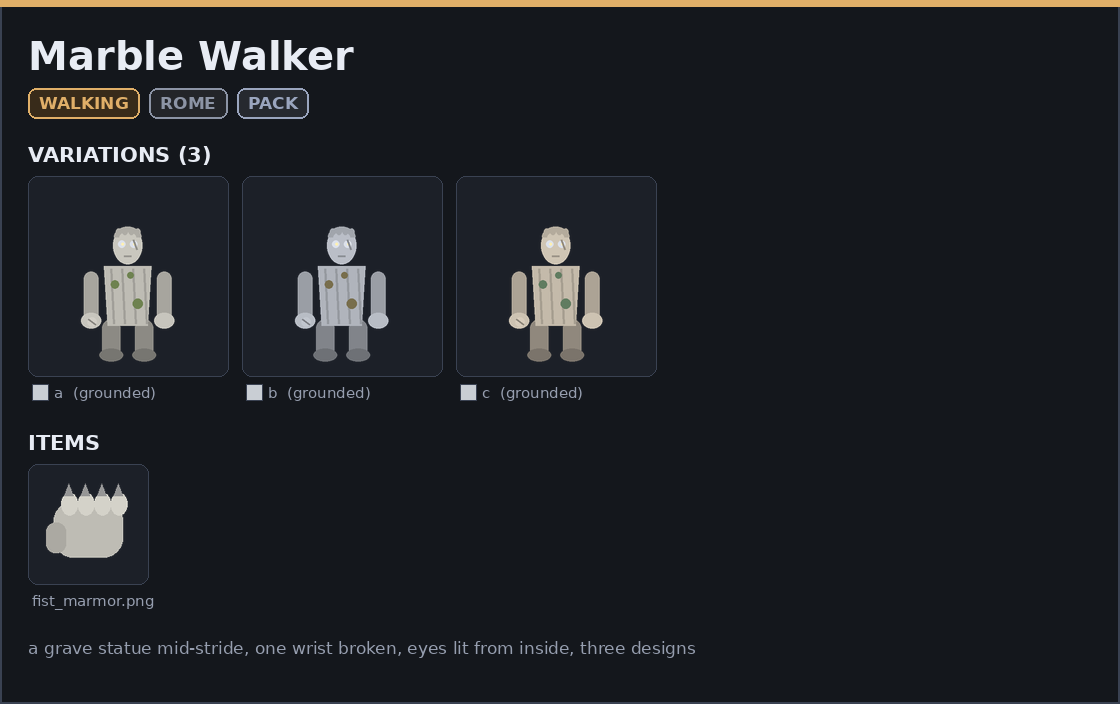 Marble Walker
WALKING ROME PACK
VARIATIONS (3)
a (grounded) b (grounded) c (grounded)
ITEMS
fist_marmor.png
a grave statue mid-stride, one wrist broken, eyes lit from inside, three designs